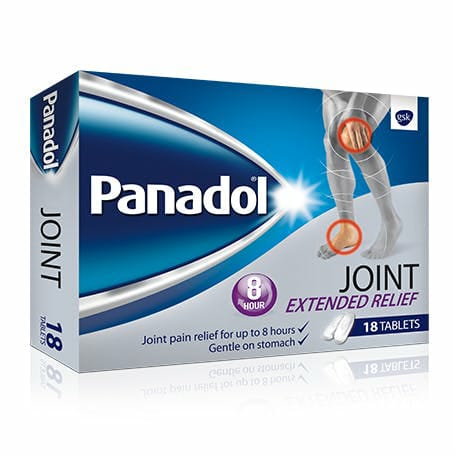 Panadol®
JOINT
18 TABLETS
gsk
Panadol
8
HOUR
JOINT
EXTENDED RELIEF
18 TABLETS
Joint pain relief for up to 8 hours ✓
Gentle on stomach ✓